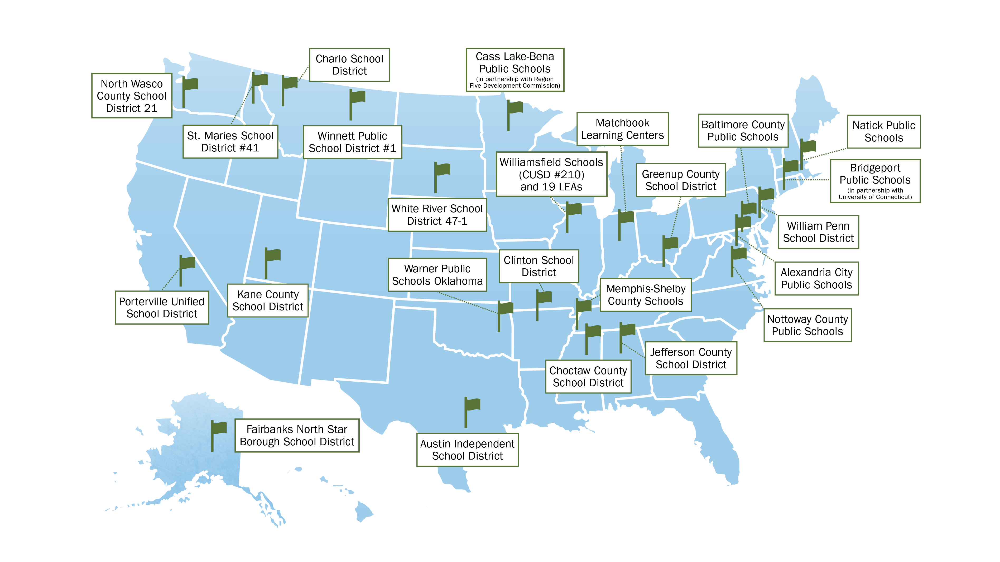 Charlo School
District
Cass Lake-Bena
Public Schools
(in partnership with Region
Five Development Commission)
North Wasco
County School
District 21
St. Maries School
District #41
Winnett Public
School District #1
Matchbook
Learning Centers
Baltimore County
Public Schools
Natick Public
Schools
Williamsfield Schools
(CUSD #210)
and 19 LEAs
Greenup County
School District
Bridgeport
Public Schools
(in partnership with
University of Connecticut)
White River School
District 47-1
William Penn
School District
Warner Public
Schools Oklahoma
Clinton School
District
Alexandria City
Public Schools
Porterville Unified
School District
Kane County
School District
Memphis-Shelby
County Schools
Nottoway County
Public Schools
Choctaw County
School District
Jefferson County
School District
Fairbanks North Star
Borough School District
Austin Independent
School District